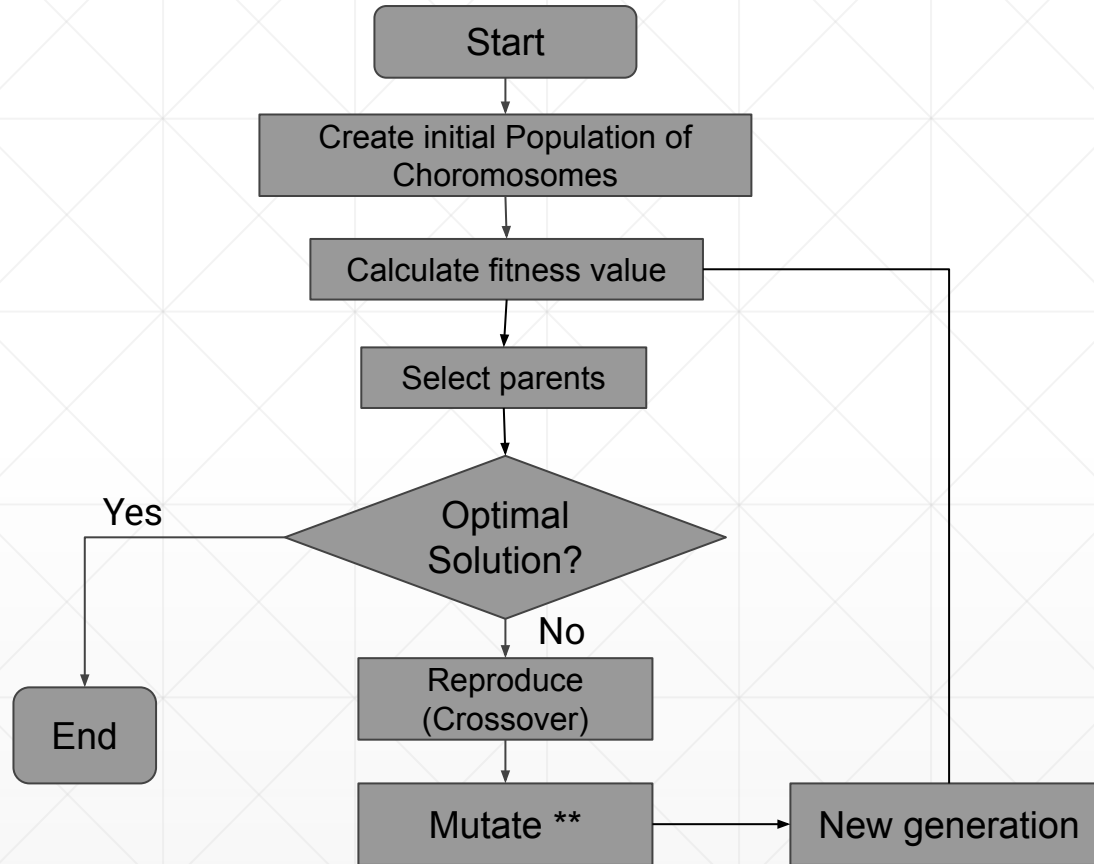 Start
Create initial Population of
Choromosomes
Calculate fitness value
Select parents
Yes
Optimal
Solution?
No
Reproduce
(Crossover)
End
Mutate **
New generation